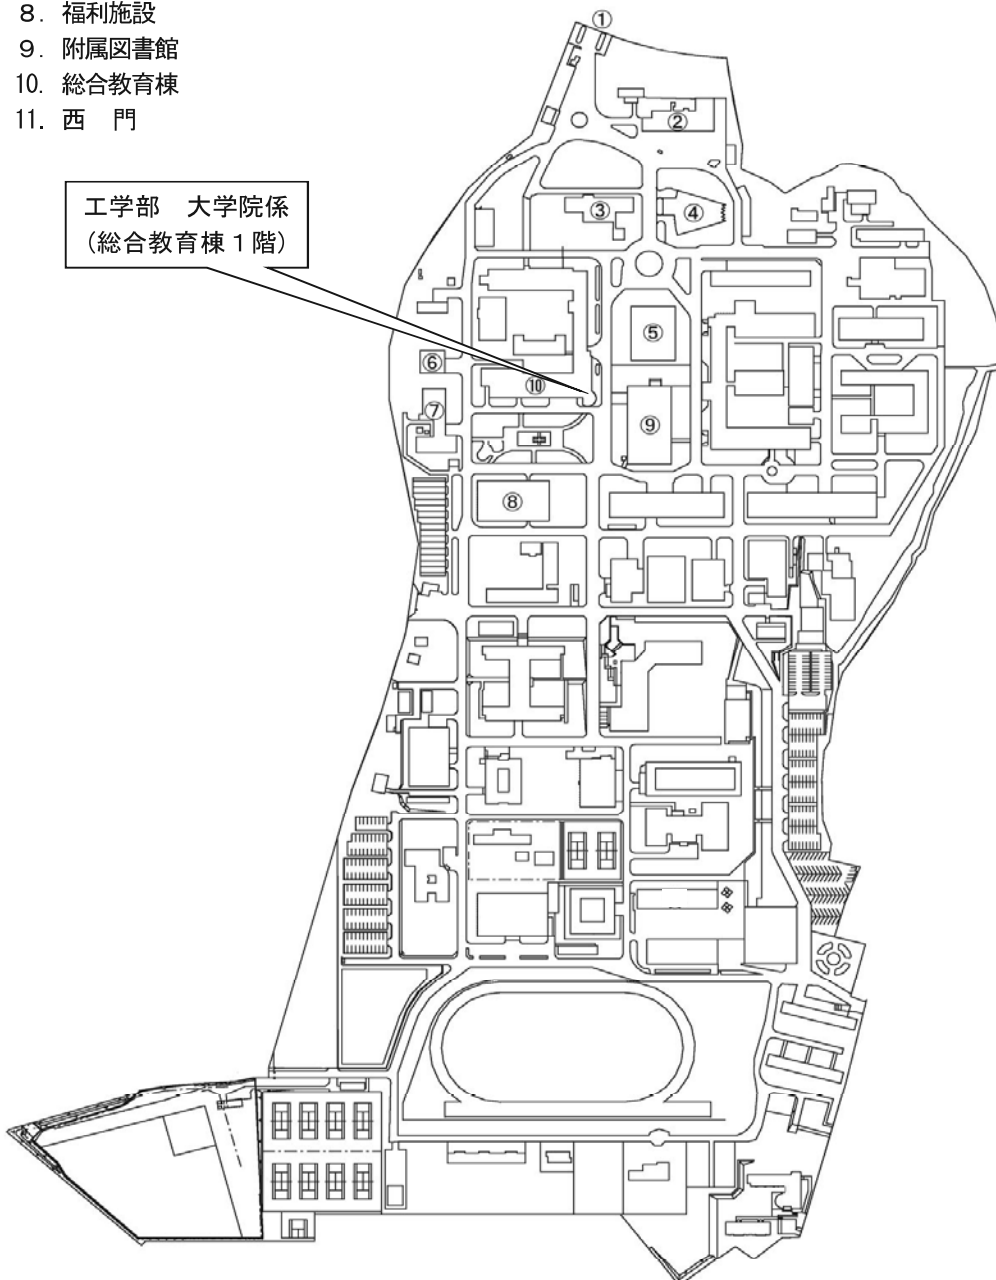 ８． 福利施設
９． 附属図書館
10． 総合教育棟
11． 西　門
①
②
工学部　大学院係
（総合教育棟１階）
③
④
⑤
⑥
⑩
⑦
⑨
⑧